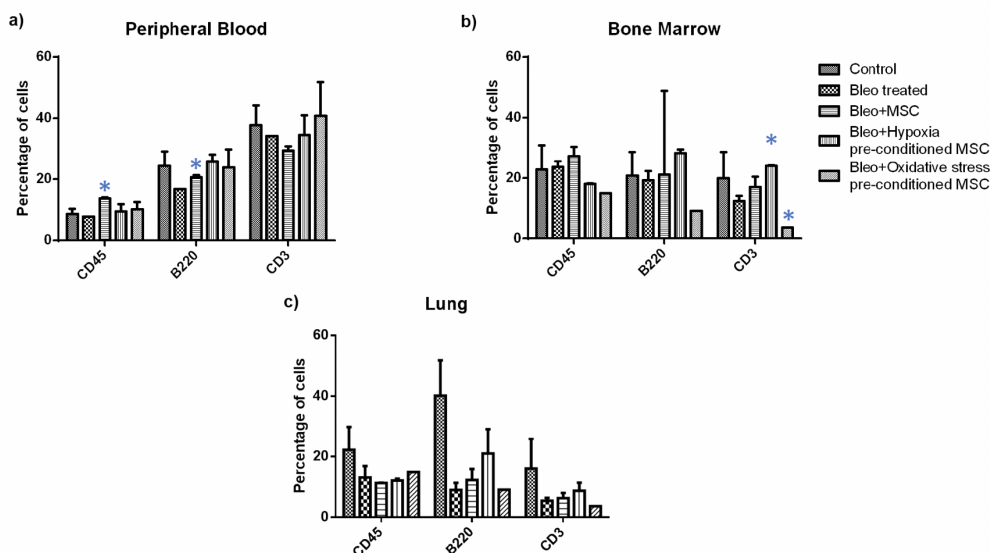 a)
Peripheral Blood
Percentage of cells
60
40
20
0
*
*
CD45
B220
CD3
b)
Bone Marrow
Percentage of cells
60
40
20
0
*
*
CD45
B220
CD3
Control
Bleo treated
Bleo+MSC
Bleo+Hypoxia
pre-conditioned MSC
Bleo+Oxidative stress
pre-conditioned MSC
c)
Lung
Percentage of cells
60
40
20
0
CD45
B220
CD3